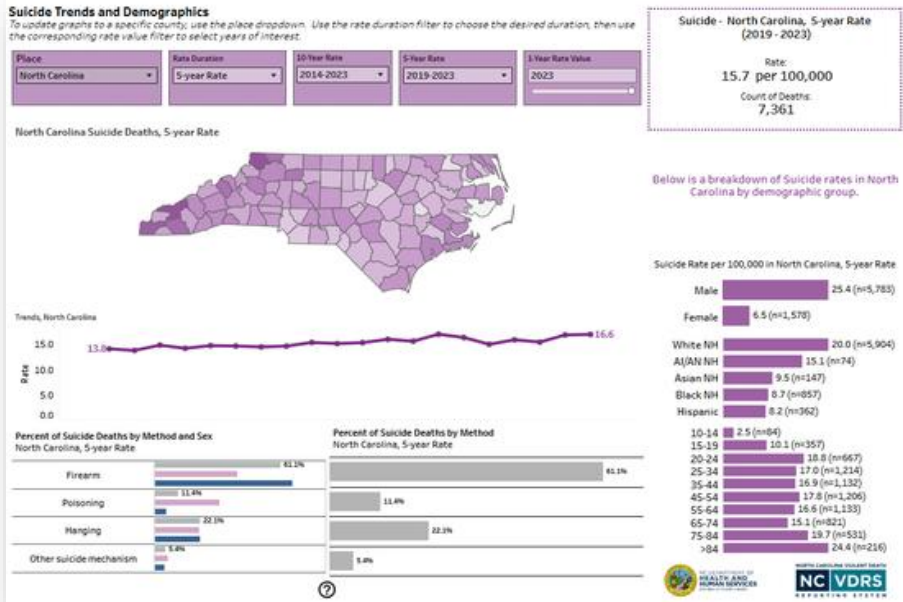 Suicide Trends and Demographics
To update graphs to a specific county, use the place dropdown. Use the rate duration filter to choose the desired duration, then use
the corresponding rate value filter to select years of interest.
Place
North Carolina
Rate Duration
5-year Rate
10-Year Rate
2014-2023
5-Year Rate
2019-2023
1-Year Rate Value
2023
Suicide - North Carolina, 5-year Rate
(2019 - 2023)
Rate:
15.7 per 100,000
Count of Deaths:
7,361
North Carolina Suicide Deaths, 5-year Rate
Below is a breakdown of Suicide rates in North
Carolina by demographic group.
Trends, North Carolina
Rate
15.0
10.0
5.0
0.0
13.8
16.6
Suicide Rate per 100,000 in North Carolina, 5-year Rate
Male 25.4 (n=5,783)
Female 6.5 (n=1,578)
White NH 20.0 (n=5,904)
AI/AN NH 15.1 (n=74)
Asian NH 9.5 (n=147)
Black NH 8.7 (n=857)
Hispanic 8.2 (n=362)
10-14 2.5 (n=84)
15-19 10.1 (n=357)
20-24 18.8 (n=667)
25-34 17.0 (n=1,214)
35-44 16.9 (n=1,132)
45-54 17.8 (n=1,206)
55-64 16.6 (n=1,133)
65-74 15.1 (n=821)
75-84 19.7 (n=531)
>84 24.4 (n=216)
Percent of Suicide Deaths by Method and Sex
North Carolina, 5-year Rate
Firearm 61.1%
Poisoning 11.4%
Hanging 22.1%
Other suicide mechanism 5.4%
Percent of Suicide Deaths by Method
North Carolina, 5-year Rate
61.1%
11.4%
22.1%
5.4%
?
NC DEPARTMENT OF
HEALTH AND
HUMAN SERVICES
NORTH CAROLINA VIOLENT DEATH
NC VDRS
REPORTING SYSTEM